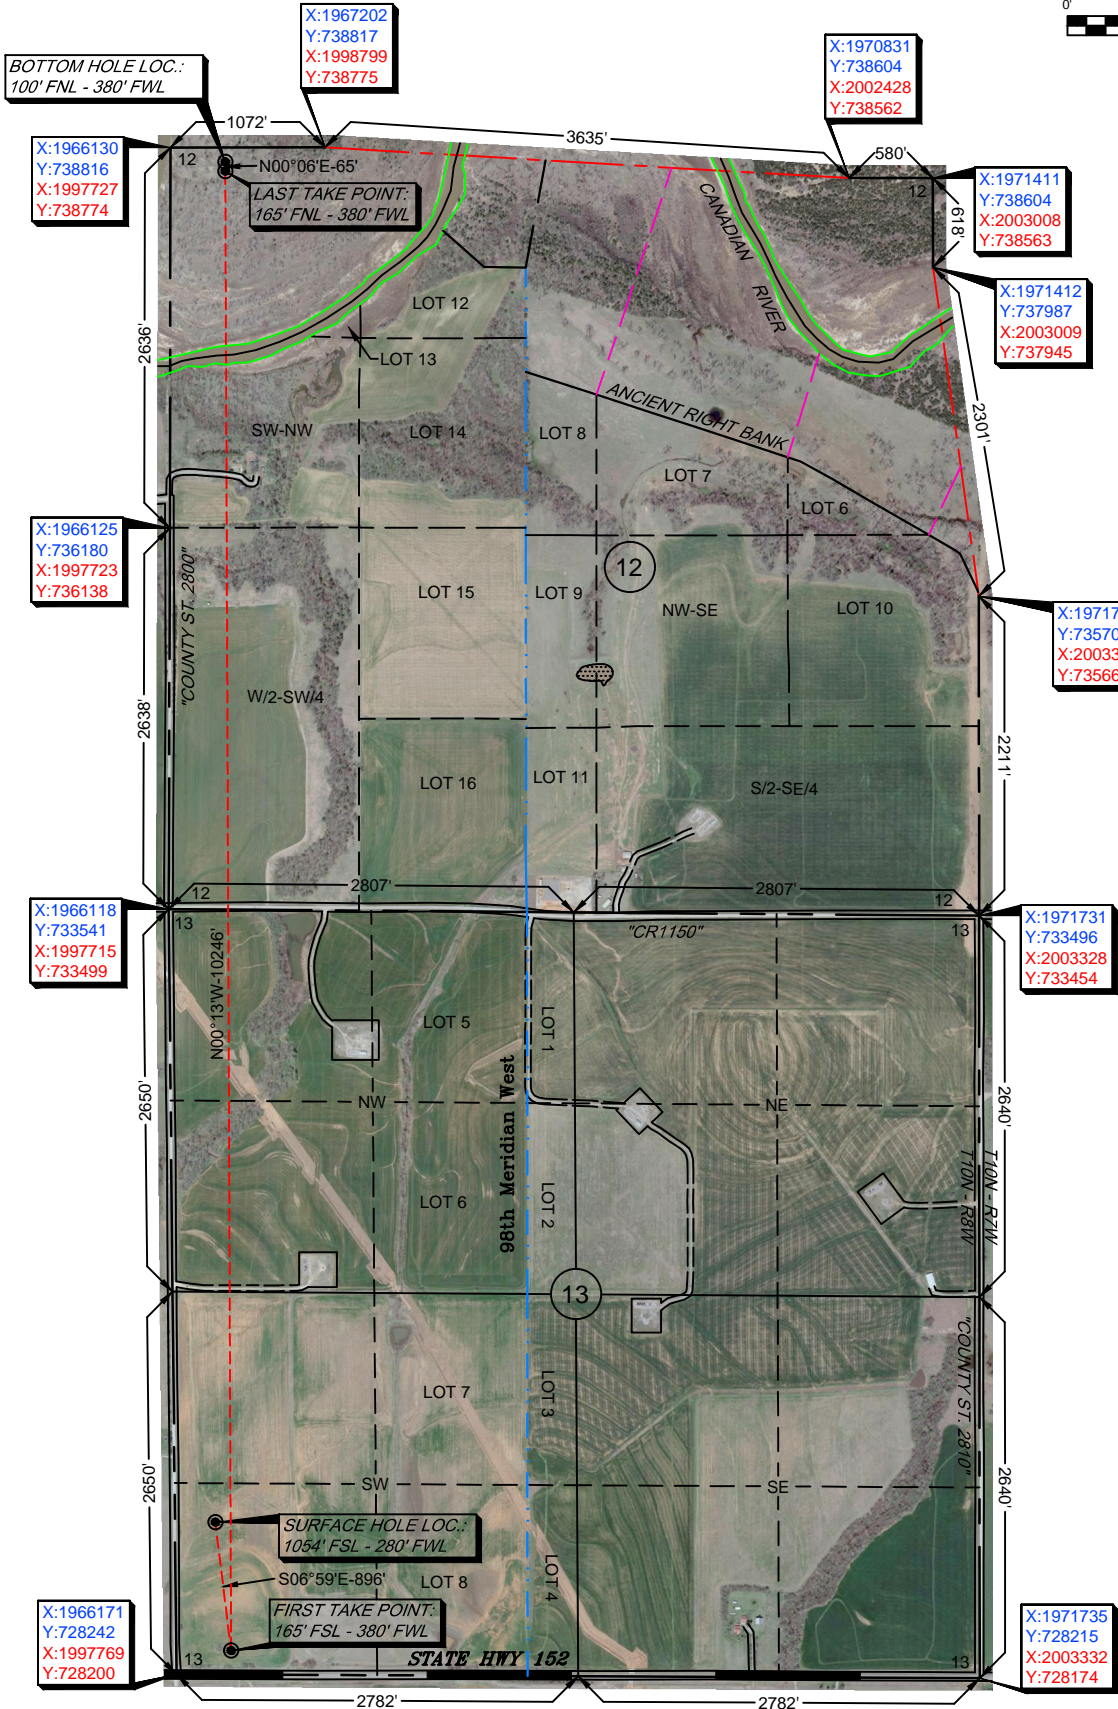 0'
X:1967202
Y:738817
X:1998799
Y:738775
BOTTOM HOLE LOC.:
100' FNL - 380' FWL
X:1970831
Y:738604
X:2002428
Y:738562
1072'
3635'
580'
X:1966130
Y:738816
X:1997727
Y:738774
12
N00°06'E-65'
LAST TAKE POINT:
165' FNL - 380' FWL
12
X:1971411
Y:738604
X:2003008
Y:738563
618'
CANADIAN
RIVER
X:1971412
Y:737987
X:2003009
Y:737945
2636'
LOT 12
LOT 13
ANCIENT RIGHT BANK
2301'
SW-NW
LOT 14
LOT 8
LOT 7
LOT 6
X:1966125
Y:736180
X:1997723
Y:736138
"COUNTY ST. 2800"
LOT 15
LOT 9
12
NW-SE
LOT 10
X:19717
Y:73570
X:20033
Y:73566
2638'
W/2-SW/4
LOT 16
LOT 11
S/2-SE/4
2211'
12
2807'
2807'
12
X:1966118
Y:733541
X:1997715
Y:733499
13
"CR1150"
13
X:1971731
Y:733496
X:2003328
Y:733454
N00°13'W-10246'
LOT 5
LOT 1
98th Meridian West
2650'
NW
NE
2640'
T10N - R8W
T10N - R7W
LOT 6
LOT 2
13
LOT 7
LOT 3
"COUNTY ST. 2810"
2650'
SW
SE
2640'
SURFACE HOLE LOC.:
1054' FSL - 280' FWL
S06°59'E-896'
LOT 8
LOT 4
FIRST TAKE POINT:
165' FSL - 380' FWL
X:1966171
Y:728242
X:1997769
Y:728200
13
STATE HWY 152
13
X:1971735
Y:728215
X:2003332
Y:728174
2782'
2782'